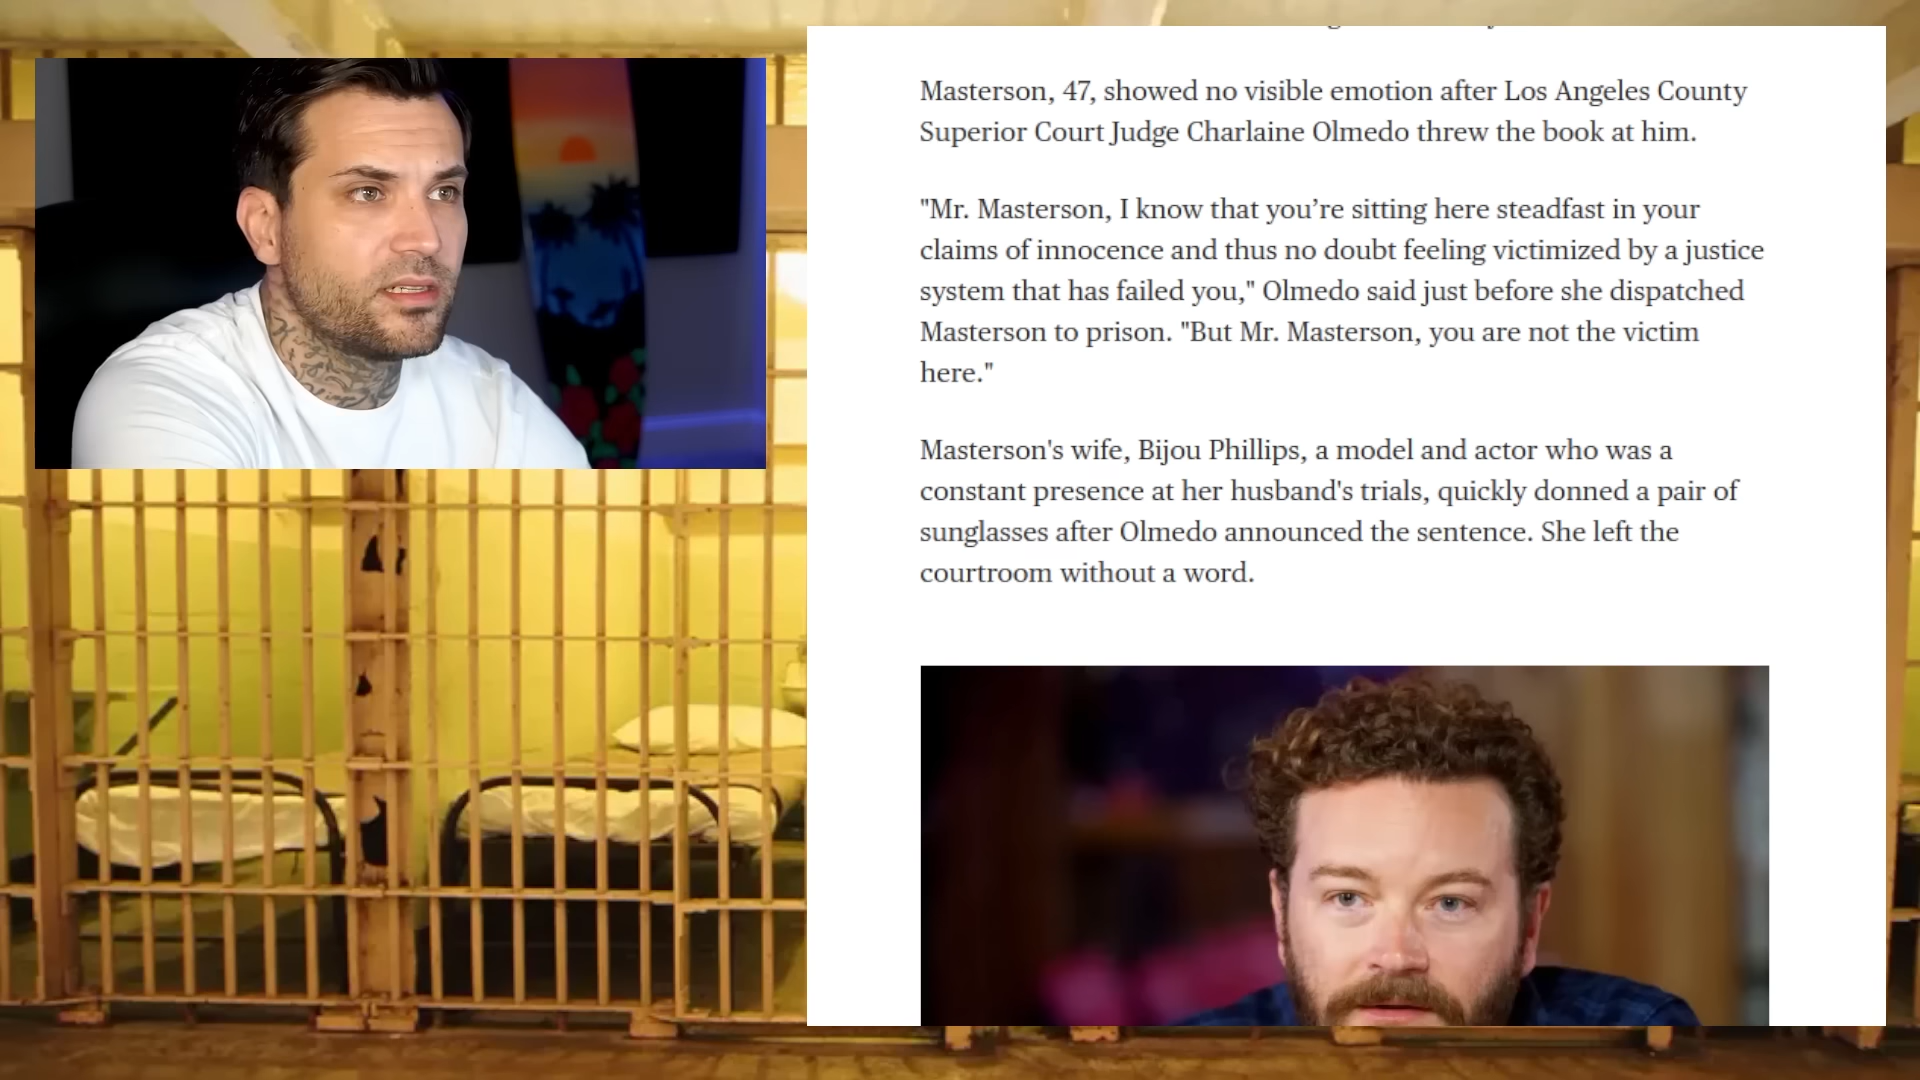 Masterson, 47, showed no visible emotion after Los Angeles County
Superior Court Judge Charlaine Olmedo threw the book at him.
"Mr. Masterson, I know that you’re sitting here steadfast in your
claims of innocence and thus no doubt feeling victimized by a justice
system that has failed you," Olmedo said just before she dispatched
Masterson to prison. "But Mr. Masterson, you are not the victim
here."
Masterson's wife, Bijou Phillips, a model and actor who was a
constant presence at her husband's trials, quickly donned a pair of
sunglasses after Olmedo announced the sentence. She left the
courtroom without a word.